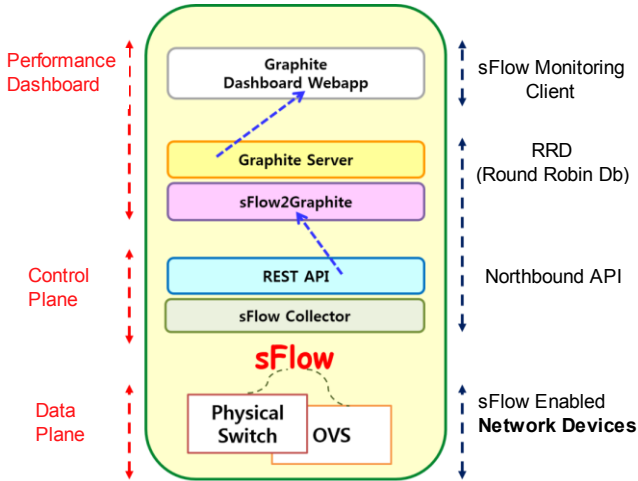 Performance
Dashboard
Graphite
Dashboard Webapp
sFlow Monitoring
Client
Graphite Server
sFlow2Graphite
RRD
(Round Robin Db)
Control
Plane
REST API
sFlow Collector
Northbound API
sFlow
Data
Plane
Physical
Switch
OVS
sFlow Enabled
Network Devices